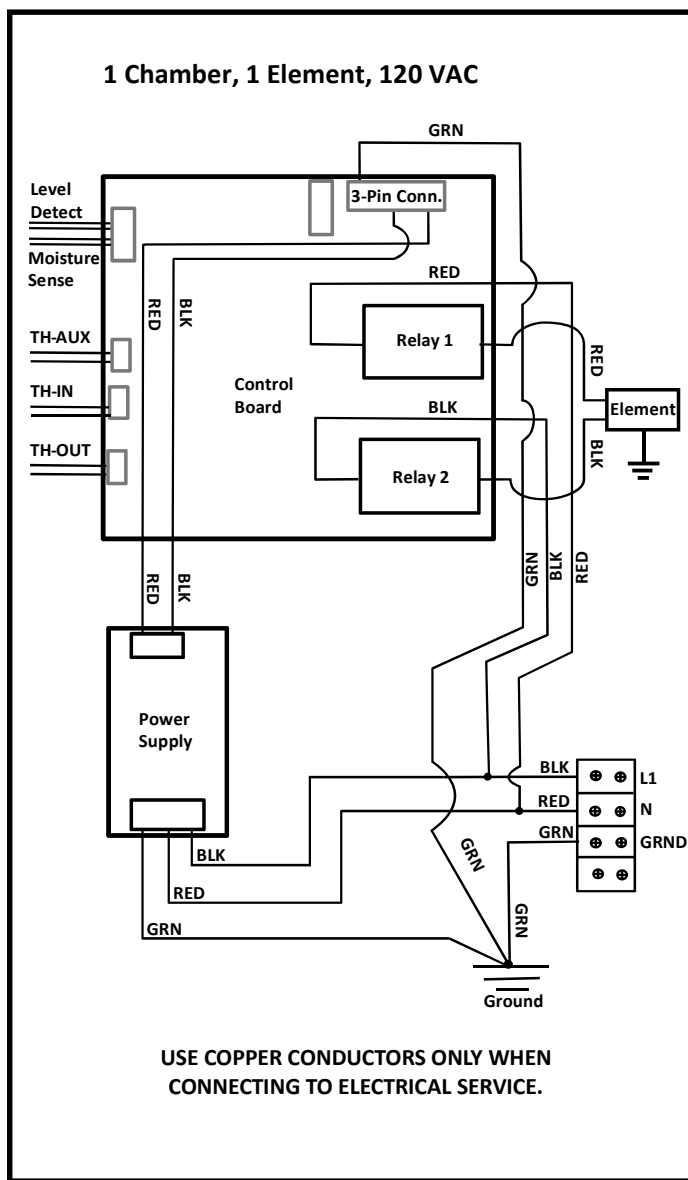 1 Chamber, 1 Element, 120 VAC
GRN
3-Pin Conn.
Level
Detect
Moisture
Sense
RED
BLK
RED
TH-AUX
Relay 1
RED
TH-IN
Control
Board
BLK
Element
TH-OUT
Relay 2
BLK
RED
BLK
GRN
BLK
RED
Power
Supply
BLK
L1
RED
N
GRN
GRND
BLK
GRN
RED
GRN
GRN
Ground
USE COPPER CONDUCTORS ONLY WHEN
CONNECTING TO ELECTRICAL SERVICE.